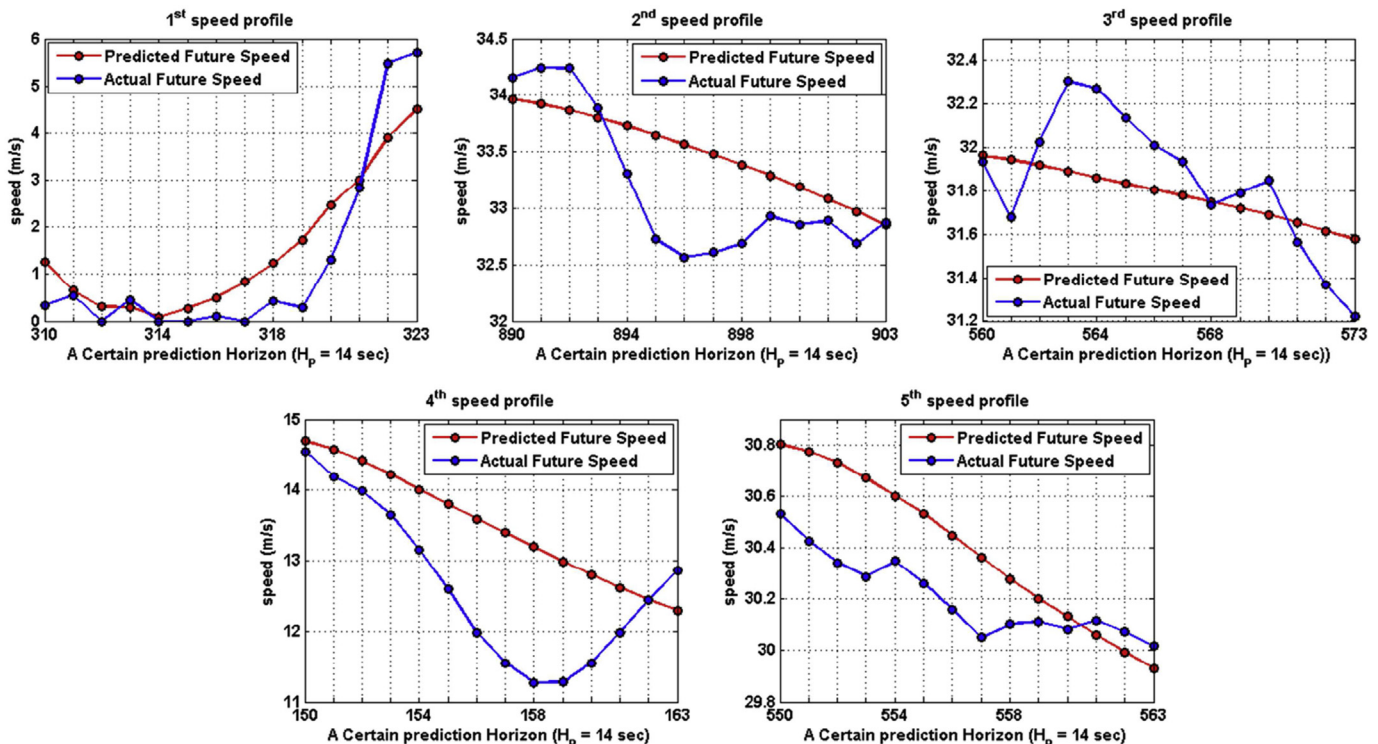 1st speed profile
6
5
4
3
2
1
0
speed (m/s)
Predicted Future Speed
Actual Future Speed
310
314
318
323
A Certain prediction Horizon (HP = 14 sec)
2nd speed profile
34.5
34
33.5
33
32.5
32
speed (m/s)
Predicted Future Speed
Actual Future Speed
890
894
898
903
A Certain prediction Horizon (HP = 14 sec)
3rd speed profile
32.4
32.2
32
31.8
31.6
31.4
31.2
speed (m/s)
Predicted Future Speed
Actual Future Speed
560
564
568
573
A Certain prediction Horizon (HP = 14 sec))
4th speed profile
15
14
13
12
11
speed (m/s)
Predicted Future Speed
Actual Future Speed
150
154
158
163
A Certain prediction Horizon (HP = 14 sec)
5th speed profile
30.8
30.6
30.4
30.2
30
29.8
speed (m/s)
Predicted Future Speed
Actual Future Speed
550
554
558
563
A Certain prediction Horizon (HP = 14 sec)